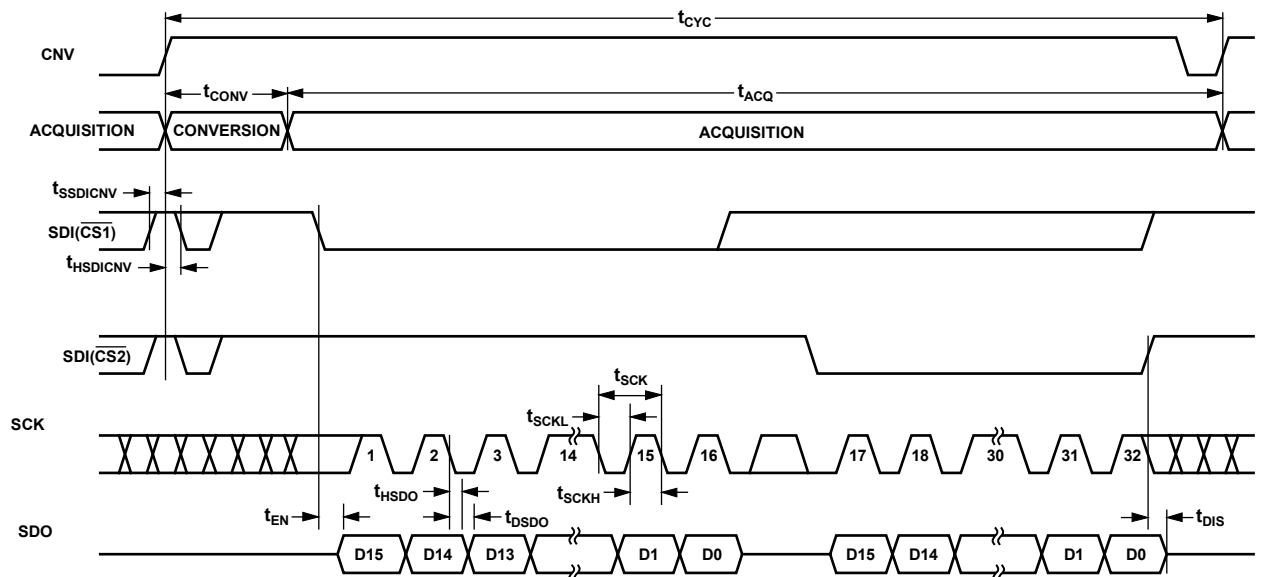 tCYC
CNV
tCONV
tACQ
ACQUISITION CONVERSION ACQUISITION
tSSDICNV
SDI(CS1)
tHSDICNV
SDI(CS2)
tSCK
tSCKL
SCK
1 2 3 14 15 16 17 18 30 31 32
tHSDO
tSCKH
tEN
tDSDO
tDIS
SDO
D15 D14 D13 D1 D0 D15 D14 D1 D0